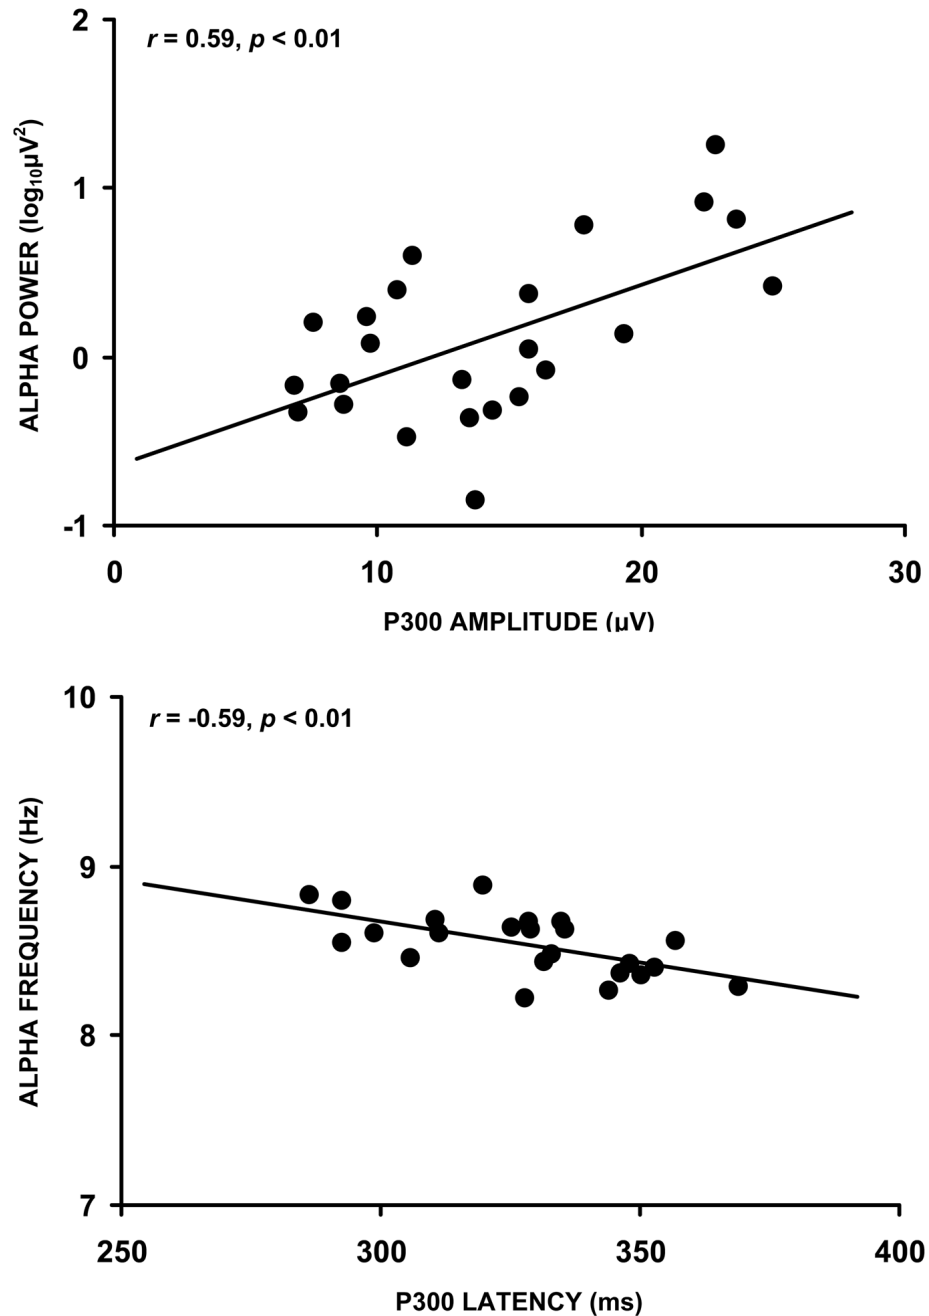 2
r = 0.59, p < 0.01
1
0
-1
ALPHA POWER (log₁₀µV²)
0 10 20 30
P300 AMPLITUDE (µV)
10
r = -0.59, p < 0.01
9
8
7
ALPHA FREQUENCY (Hz)
250 300 350 400
P300 LATENCY (ms)